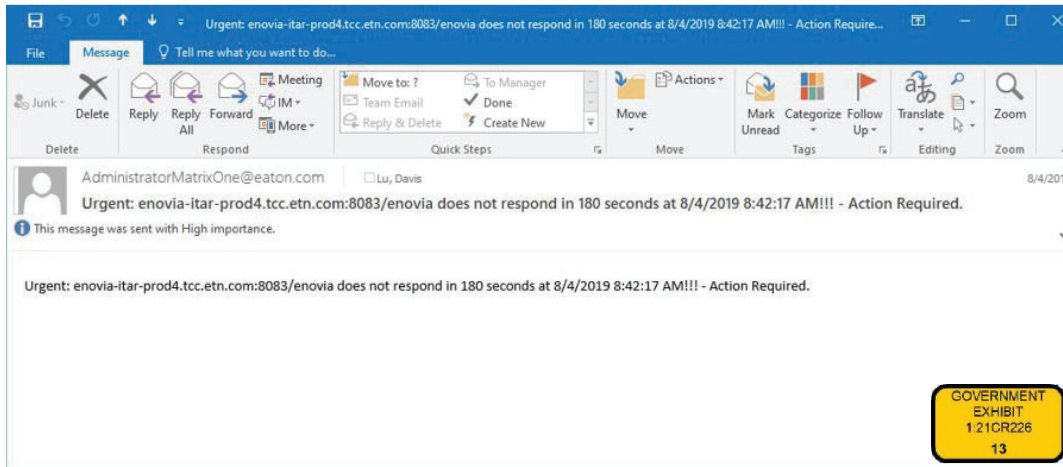 Urgent: enovia-itar-prod4.tcc.etn.com:8083/enovia does not respond in 180 seconds at 8/4/2019 8:42:17 AM!!! - Action Require...
File Message Tell me what you want to do...
Junk Delete Reply Reply All Forward Meeting IM More
Move to: ? To Manager
Team Email Done
Reply & Delete Create New
Move Actions Mark Unread Categorize Follow Up Translate Zoom
Delete Respond Quick Steps Move Tags Editing Zoom
AdministratorMatrixOne@eaton.com Lu, Davis 8/4/201
Urgent: enovia-itar-prod4.tcc.etn.com:8083/enovia does not respond in 180 seconds at 8/4/2019 8:42:17 AM!!! - Action Required.
This message was sent with High importance.
Urgent: enovia-itar-prod4.tcc.etn.com:8083/enovia does not respond in 180 seconds at 8/4/2019 8:42:17 AM!!! - Action Required.
GOVERNMENT
EXHIBIT
1:21CR226
13